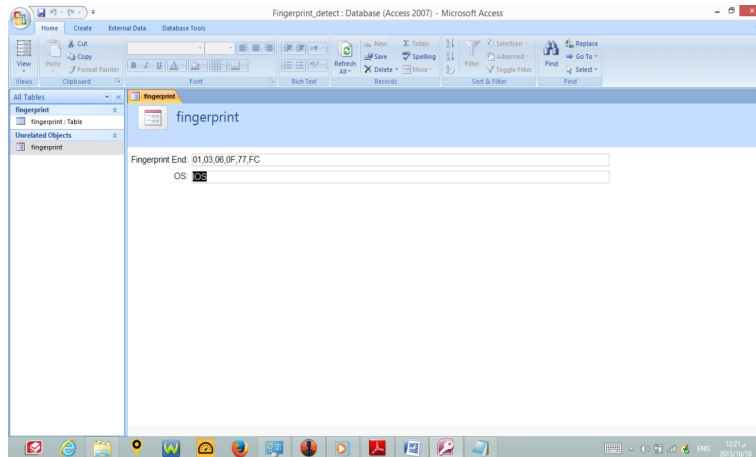 Fingerprint_detect : Database (Access 2007) - Microsoft Access
Home Create External Data Database Tools
View
Paste
Cut
Copy
Format Painter
Refresh
All
New
Save
Delete
Totals
Spelling
More
Filter
Selection
Advanced
Toggle Filter
Find
Replace
Go To
Select
Views Clipboard Font Rich Text Records Sort & Filter Find
All Tables
fingerprint
fingerprint : Table
Unrelated Objects
fingerprint
fingerprint
fingerprint
Fingerprint End: 01,03,06,0F,77,FC
OS: IOS
ENG
12:21 م
2015/10/10